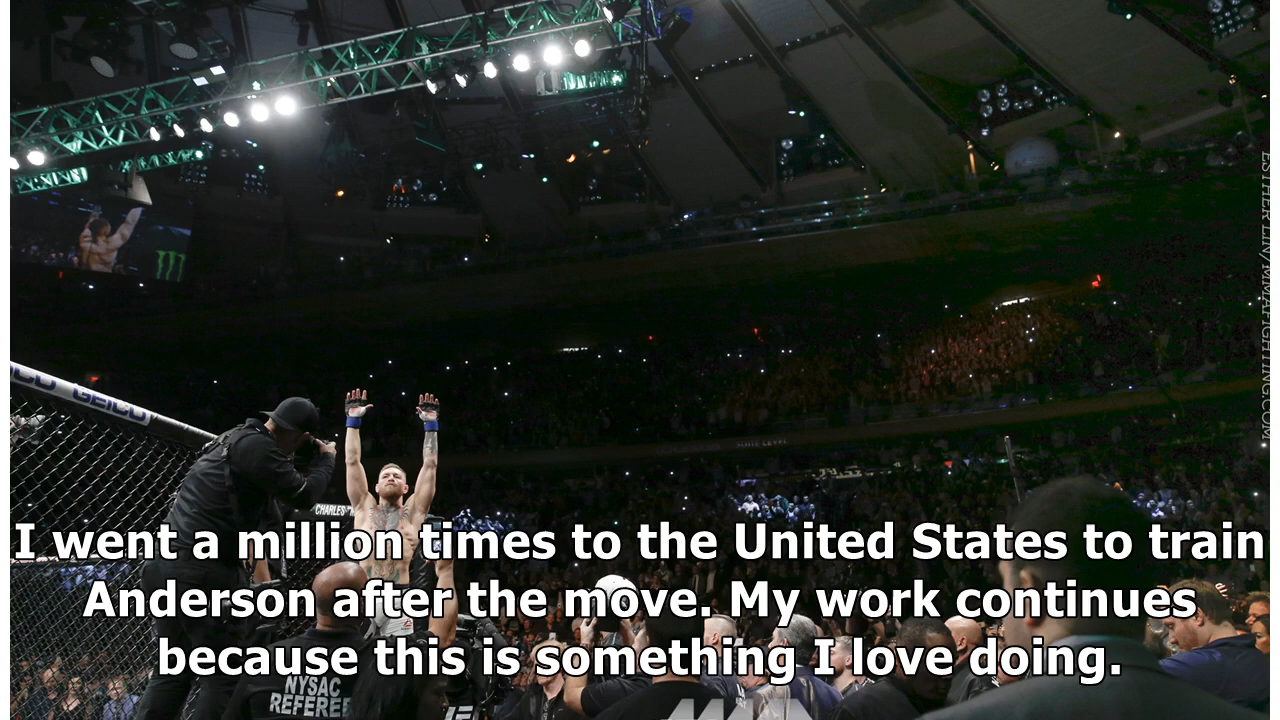 ESTHER LIN/MMAFIGHTING.COM
GEICO
CHARLES
I went a million times to the United States to train
Anderson after the move. My work continues
because this is something I love doing.
NYSAC
REFEREE